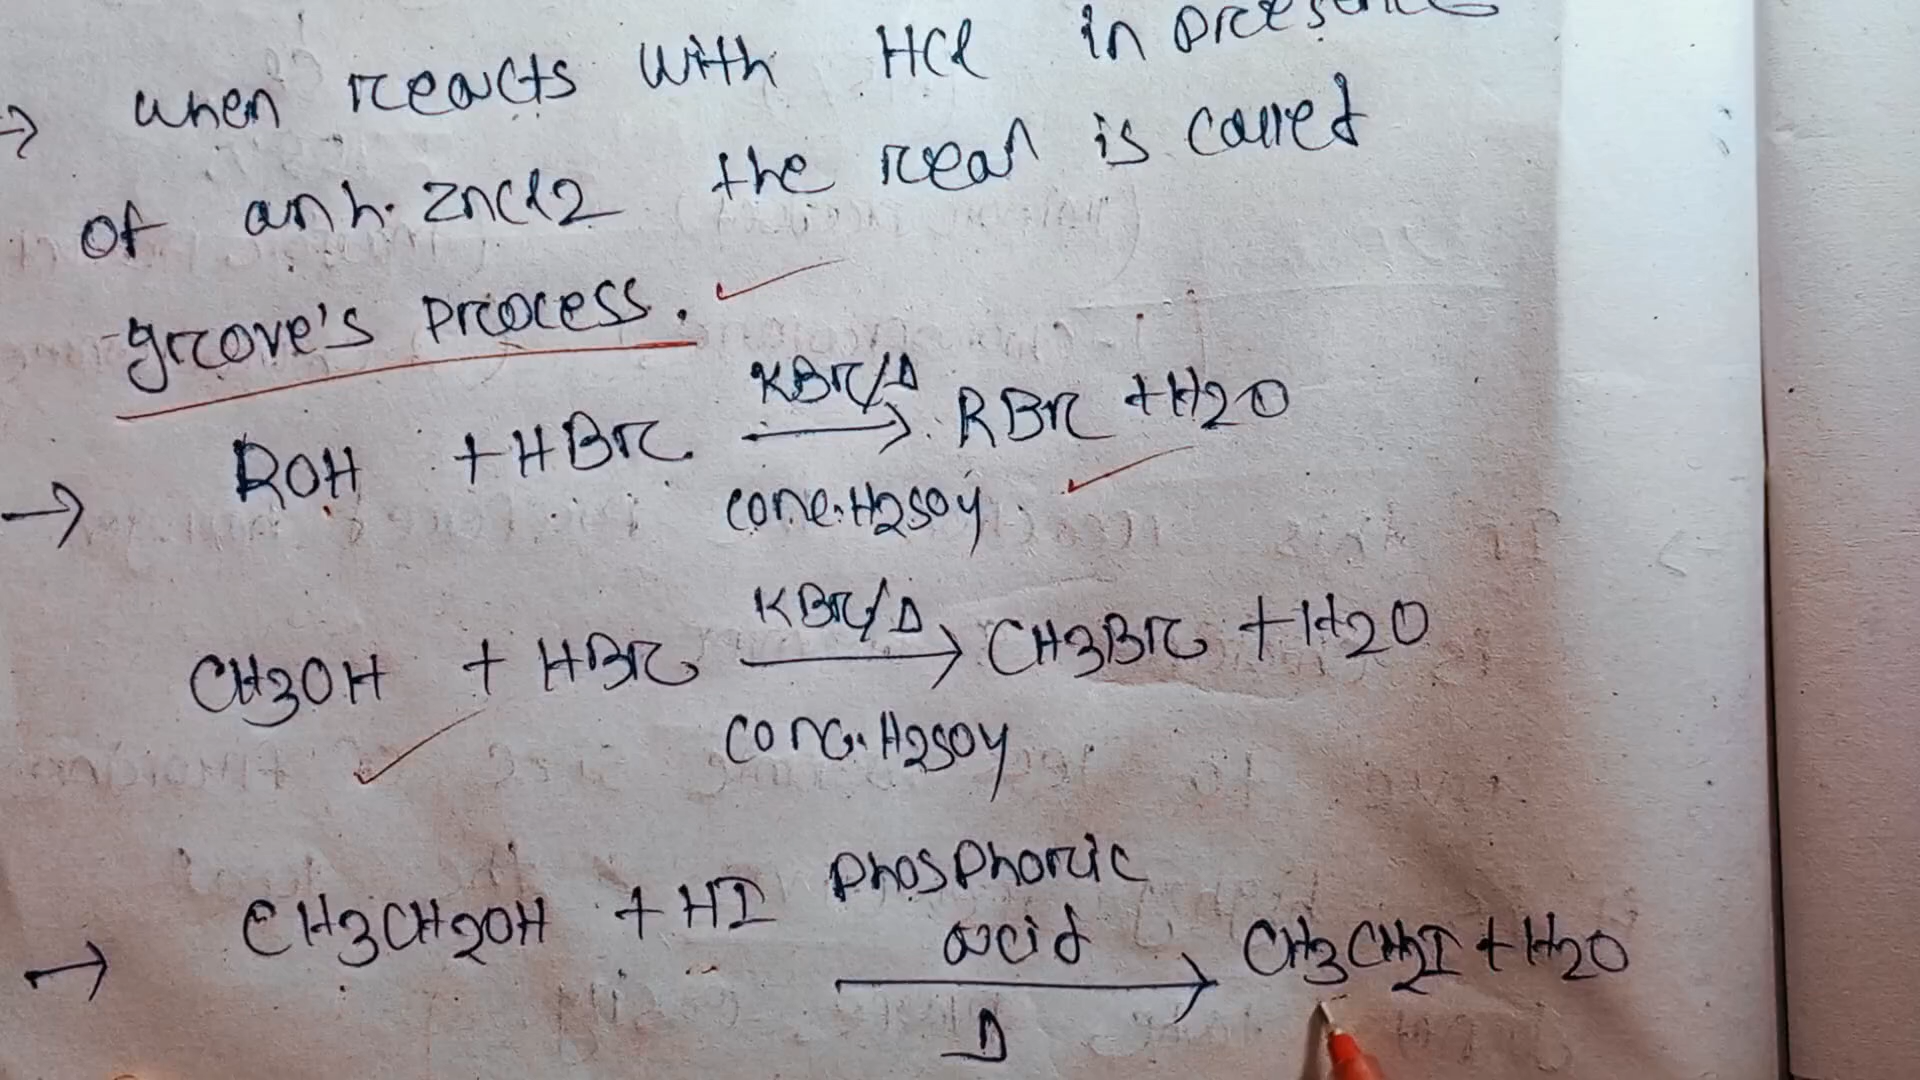 → when reacts with HCl in presence
of anh. ZnCl2 the rean is called
grove's process.
KBr/Δ
→ ROH + HBr → RBr + H2O
conc. H2SO4
KBr/Δ
CH3OH + HBr → CH3Br + H2O
conc. H2SO4
Phosphoric
acid
→ CH3CH2OH + HI → CH3CH2I + H2O
Δ